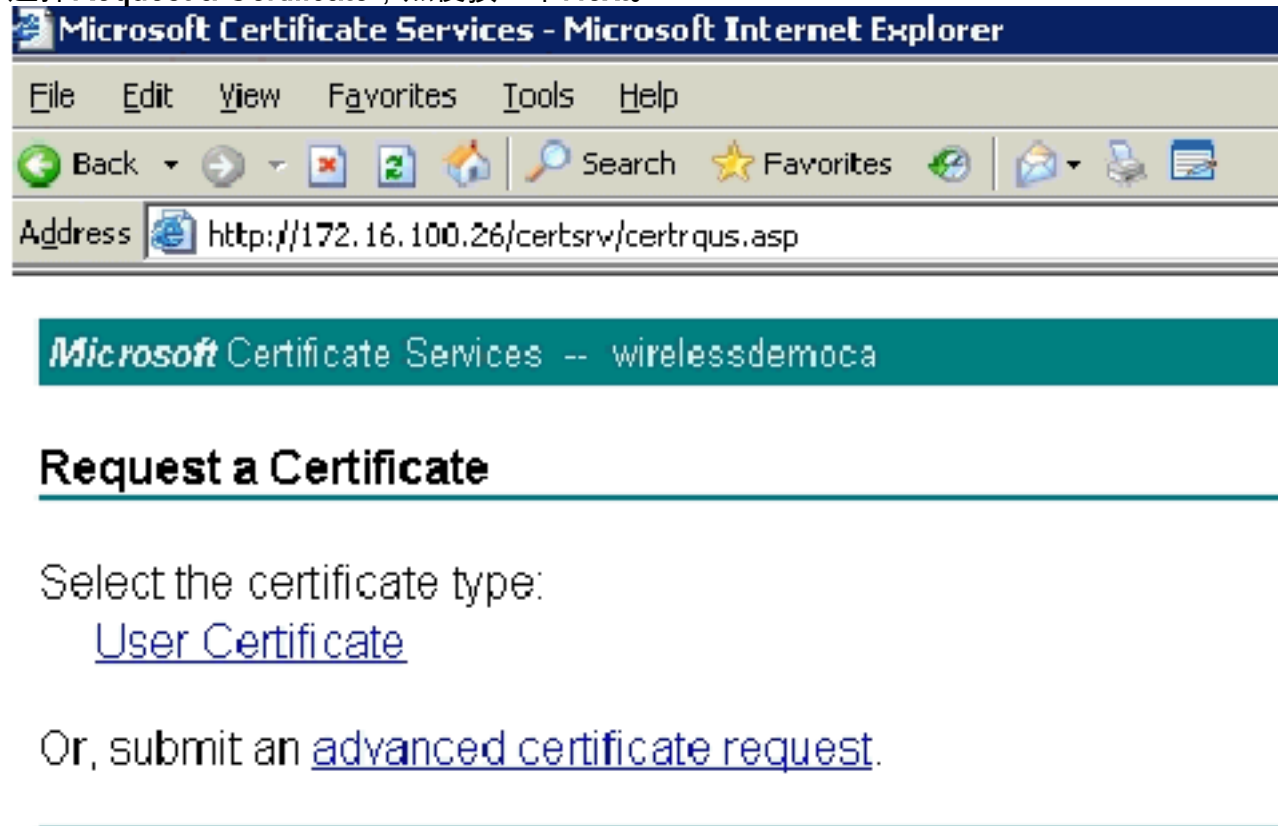 Microsoft Certificate Services - Microsoft Internet Explorer
File Edit View Favorites Tools Help
Back Search Favorites
Address http://172.16.100.26/certsrv/certrqus.asp
Microsoft Certificate Services -- wirelessdemoca
Request a Certificate
Select the certificate type:
User Certificate
Or, submit an advanced certificate request.